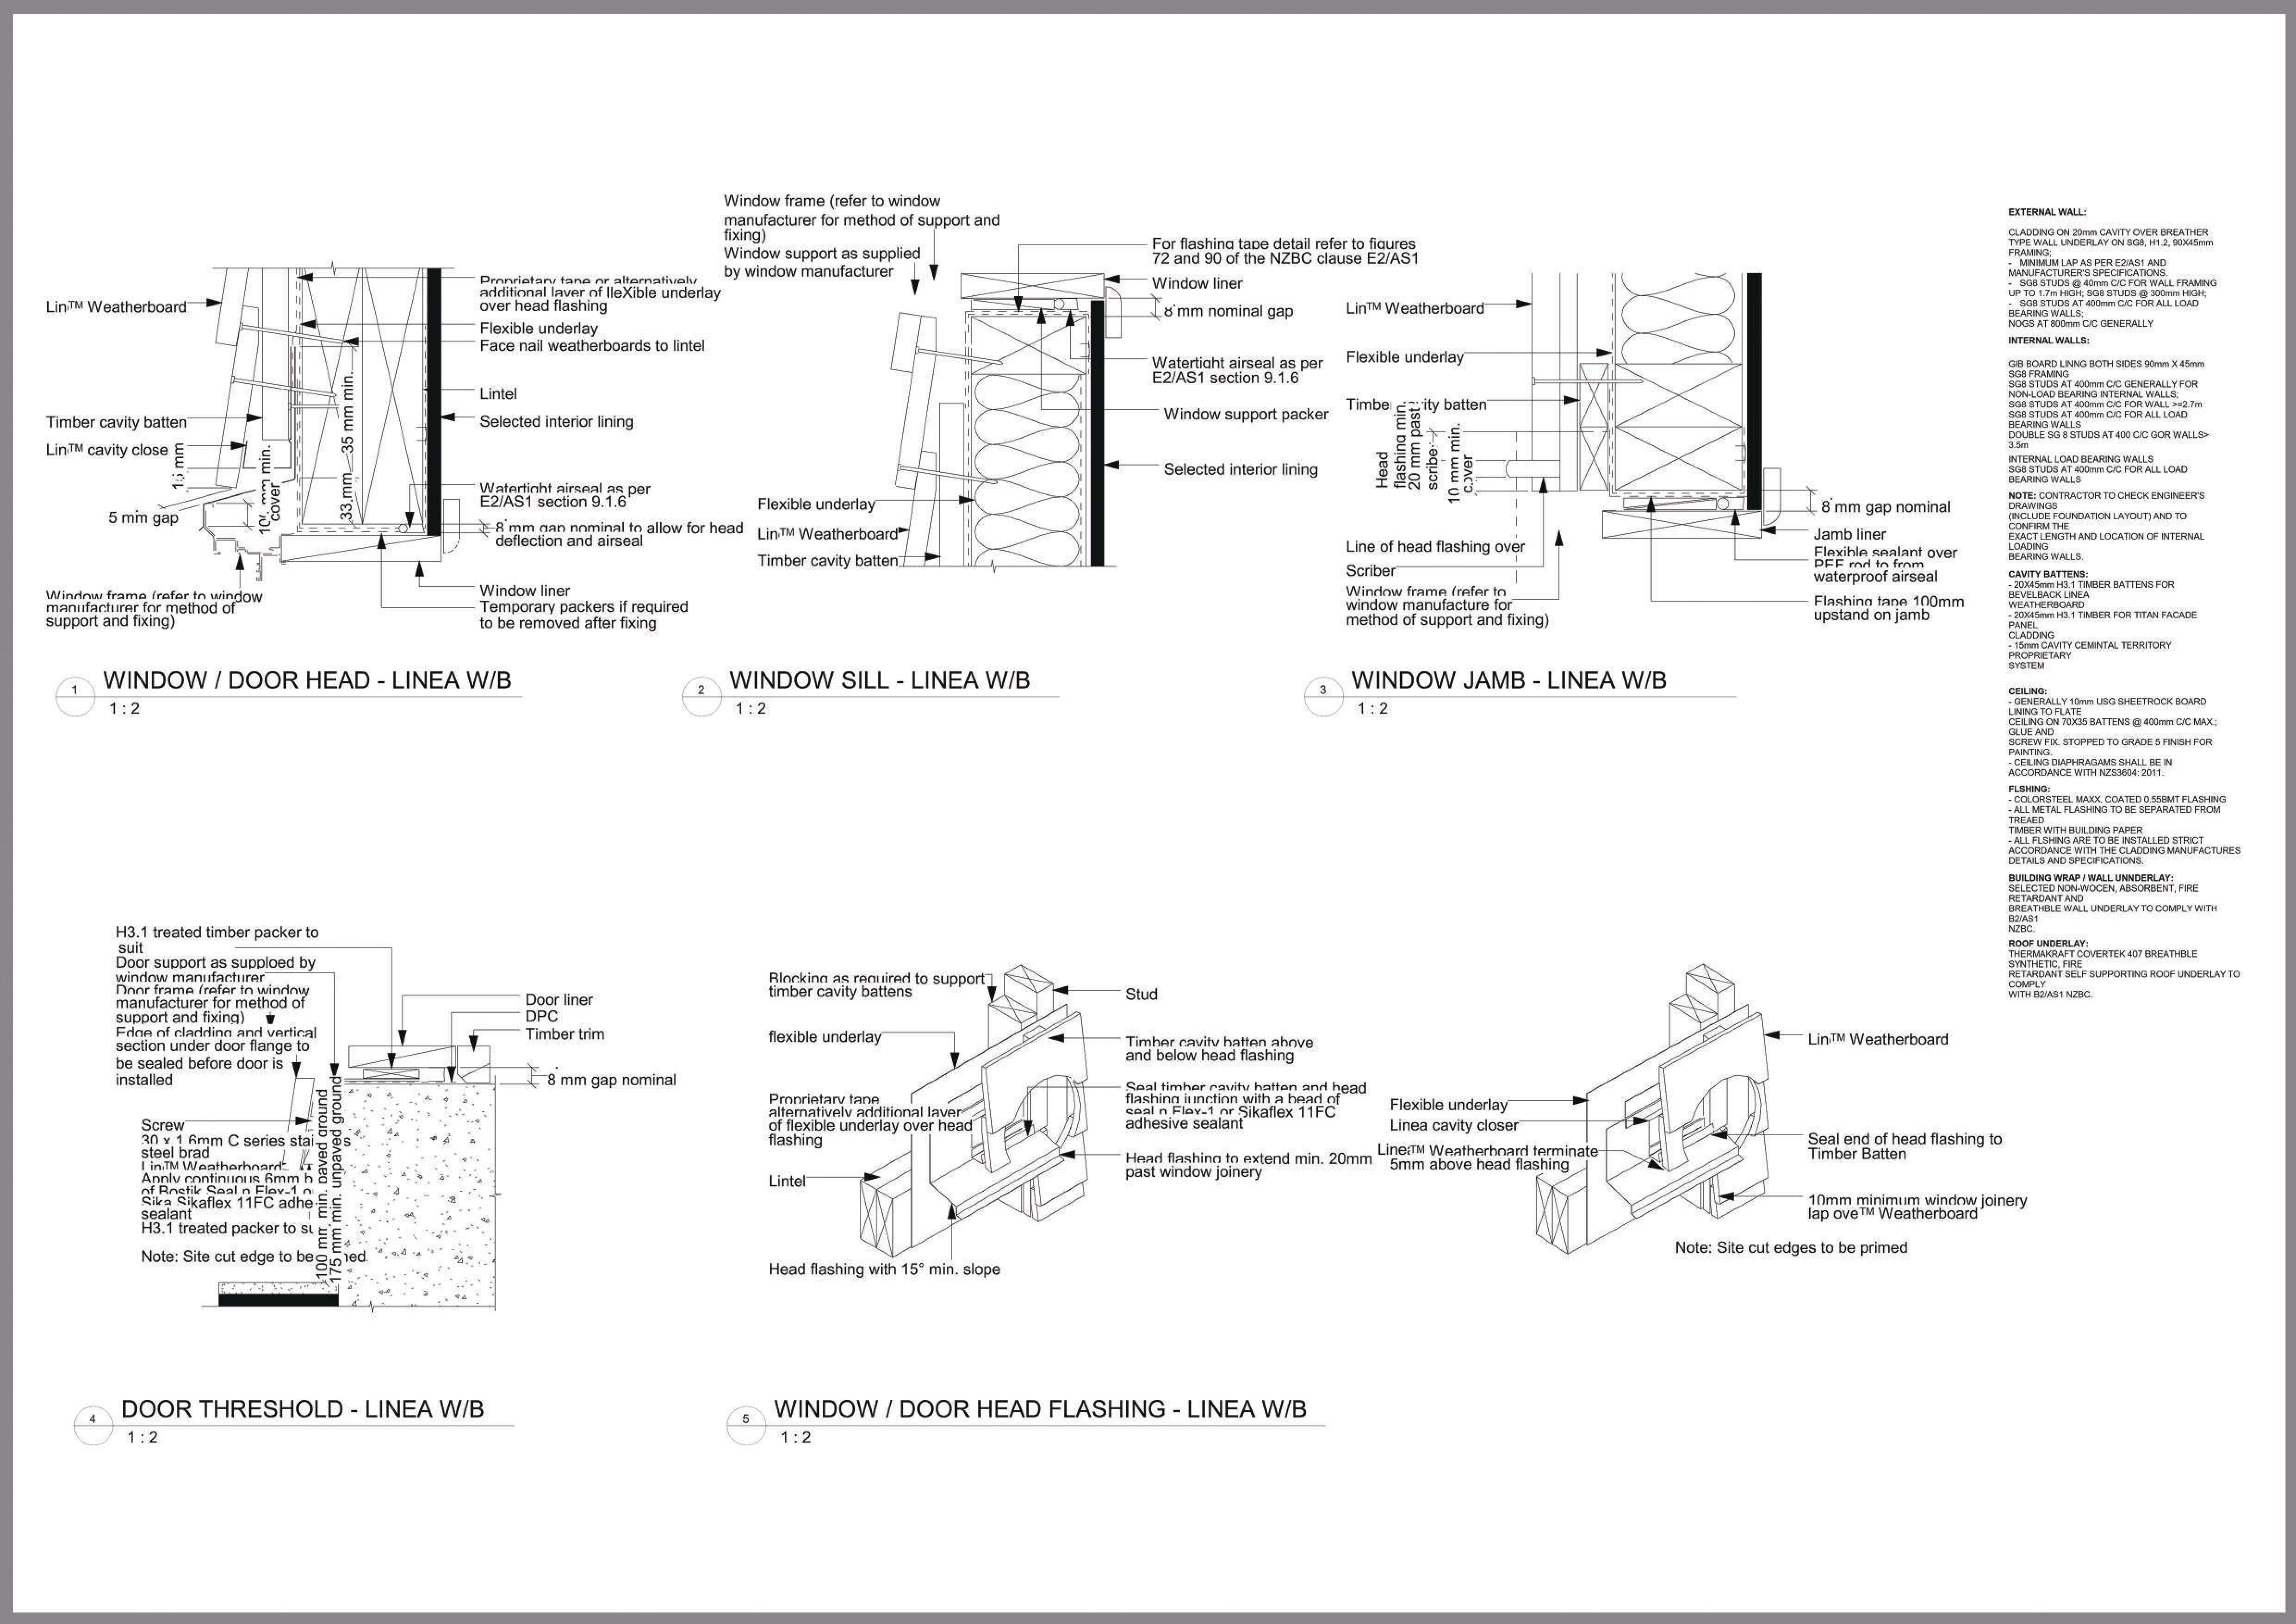 Lin™ Weatherboard
Timber cavity batten
Lin™ cavity close
15 mm
5 mm gap
10 mm min.
cover
33 mm
35 mm min.
Window frame (refer to window
manufacturer for method of
support and fixing)
Proprietary tape or alternatively
additional layer of lleXible underlay
over head flashing
Flexible underlay
Face nail weatherboards to lintel
Lintel
Selected interior lining
Watertight airseal as per
E2/AS1 section 9.1.6
8 mm gap nominal to allow for head
deflection and airseal
Window liner
Temporary packers if required
to be removed after fixing
1
WINDOW / DOOR HEAD - LINEA W/B
1 : 2
Window frame (refer to window
manufacturer for method of support and
fixing)
Window support as supplied
by window manufacturer
For flashing tape detail refer to figures
72 and 90 of the NZBC clause E2/AS1
Window liner
8 mm nominal gap
Watertight airseal as per
E2/AS1 section 9.1.6
Window support packer
Selected interior lining
Flexible underlay
Lin™ Weatherboard
Timber cavity batten
2
WINDOW SILL - LINEA W/B
1 : 2
Lin™ Weatherboard
Flexible underlay
batten
Head
flashing min.
20 mm past
scriber
10 mm min.
cover
Line of head flashing over
Scriber
Window frame (refer to
window manufacture for
method of support and fixing)
8 mm gap nominal
Jamb liner
Flexible sealant over
PEF rod to from
waterproof airseal
Flashing tape 100mm
upstand on jamb
3
WINDOW JAMB - LINEA W/B
1 : 2
EXTERNAL WALL:
CLADDING ON 20mm CAVITY OVER BREATHER
TYPE WALL UNDERLAY ON SG8, H1.2, 90X45mm
FRAMING;
- MINIMUM LAP AS PER E2/AS1 AND
MANUFACTURER'S SPECIFICATIONS.
- SG8 STUDS @ 40mm C/C FOR WALL FRAMING
UP TO 1.7m HIGH; SG8 STUDS @ 300mm HIGH;
- SG8 STUDS AT 400mm C/C FOR ALL LOAD
BEARING WALLS;
NOGS AT 800mm C/C GENERALLY
INTERNAL WALLS:
GIB BOARD LINNG BOTH SIDES 90mm X 45mm
SG8 FRAMING
SG8 STUDS AT 400mm C/C GENERALLY FOR
NON-LOAD BEARING INTERNAL WALLS;
SG8 STUDS AT 400mm C/C FOR WALL >=2.7m
SG8 STUDS AT 400mm C/C FOR ALL LOAD
BEARING WALLS
DOUBLE SG 8 STUDS AT 400 C/C GOR WALLS>
3.5m
INTERNAL LOAD BEARING WALLS
SG8 STUDS AT 400mm C/C FOR ALL LOAD
BEARING WALLS
NOTE: CONTRACTOR TO CHECK ENGINEER'S
DRAWINGS
(INCLUDE FOUNDATION LAYOUT) AND TO
CONFIRM THE
EXACT LENGTH AND LOCATION OF INTERNAL
LOADING
BEARING WALLS.
CAVITY BATTENS:
- 20X45mm H3.1 TIMBER BATTENS FOR
BEVELBACK LINEA
WEATHERBOARD
- 20X45mm H3.1 TIMBER FOR TITAN FACADE
PANEL
CLADDING
- 15mm CAVITY CEMINTAL TERRITORY
PROPRIETARY
SYSTEM
CEILING:
- GENERALLY 10mm USG SHEETROCK BOARD
LINING TO FLATE
CEILING ON 70X35 BATTENS @ 400mm C/C MAX.;
GLUE AND
SCREW FIX. STOPPED TO GRADE 5 FINISH FOR
PAINTING.
- CEILING DIAPHRAGAMS SHALL BE IN
ACCORDANCE WITH NZS3604: 2011.
FLSHING:
- COLORSTEEL MAXX. COATED 0.55BMT FLASHING
- ALL METAL FLASHING TO BE SEPARATED FROM
TREAED
TIMBER WITH BUILDING PAPER
- ALL FLSHING ARE TO BE INSTALLED STRICT
ACCORDANCE WITH THE CLADDING MANUFACTURES
DETAILS AND SPECIFICATIONS.
BUILDING WRAP / WALL UNNDERLAY:
SELECTED NON-WOCEN, ABSORBENT, FIRE
RETARDANT AND
BREATHBLE WALL UNDERLAY TO COMPLY WITH
B2/AS1
NZBC.
ROOF UNDERLAY:
THERMAKRAFT COVERTEK 407 BREATHBLE
SYNTHETIC, FIRE
RETARDANT SELF SUPPORTING ROOF UNDERLAY TO
COMPLY
WITH B2/AS1 NZBC.
H3.1 treated timber packer to
suit
Door support as supploed by
window manufacturer
Door frame (refer to window
manufacturer for method of
support and fixing)
Edge of cladding and vertical
section under door flange to
be sealed before door is
installed
Screw
30 x 1.6mm C series
steel brad
Lin™ Weatherboard
Apply continuous 6mm
of Bostik Seal n Flex-1
Sika Sikaflex 11FC
sealant
H3.1 treated packer to
Note: Site cut edge to be
100 mm min. paved ground
175 mm min. unpaved ground
Door liner
DPC
Timber trim
8 mm gap nominal
4
DOOR THRESHOLD - LINEA W/B
1 : 2
Blocking as required to support
timber cavity battens
flexible underlay
Proprietary tape
alternatively additional layer
of flexible underlay over head
flashing
Lintel
Head flashing with 15° min. slope
Stud
Timber cavity batten above
and below head flashing
Seal timber cavity batten and head
flashing junction with a bead of
seal n Flex-1 or Sikaflex 11FC
adhesive sealant
Head flashing to extend min. 20mm
past window joinery
Flexible underlay
Linea cavity closer
Weatherboard terminate
5mm above head flashing
Lin™ Weatherboard
Seal end of head flashing to
Timber Batten
10mm minimum window joinery
lap ove™ Weatherboard
Note: Site cut edges to be primed
5
WINDOW / DOOR HEAD FLASHING - LINEA W/B
1 : 2